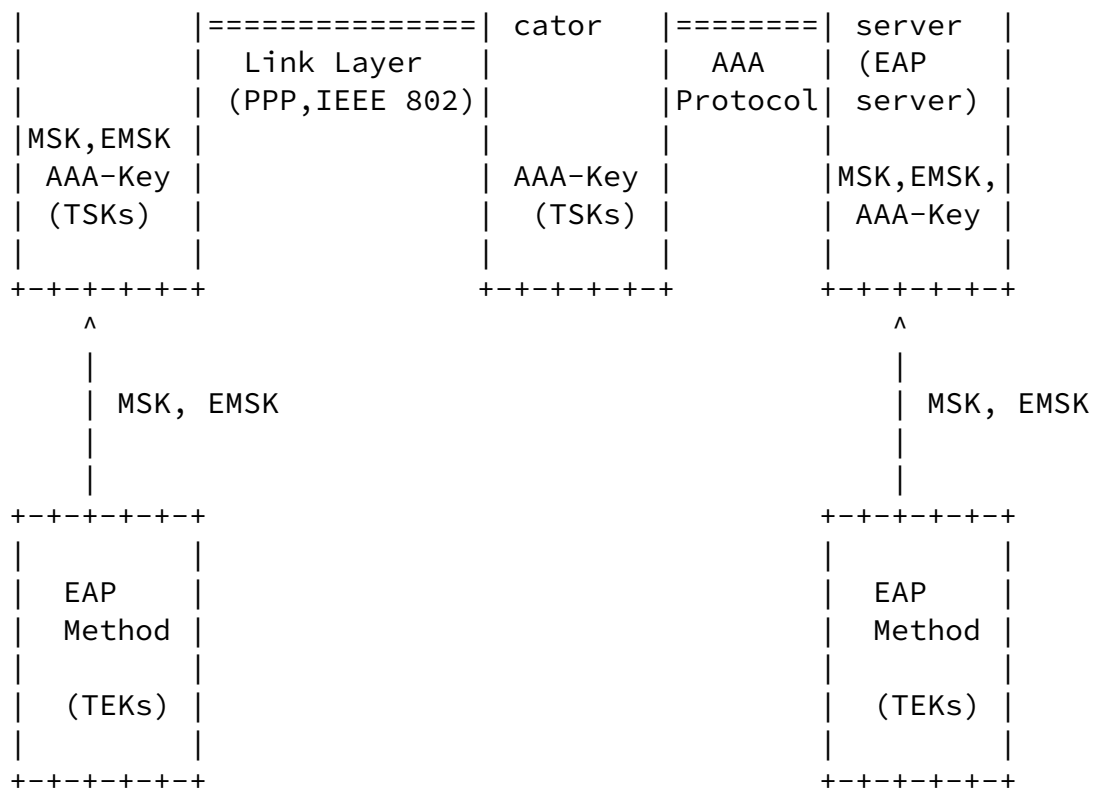 |         |===============| cator   |========| server  |
|         |  Link Layer   |         |  AAA   | (EAP    |
|         | (PPP,IEEE 802)|         |Protocol| server) |
|MSK,EMSK |               |         |        |         |
| AAA-Key |               | AAA-Key |        |MSK,EMSK,|
| (TSKs)  |               |  (TSKs) |        | AAA-Key |
|         |               |         |        |         |
+-+-+-+-+-+               +-+-+-+-+-+        +-+-+-+-+-+
    ^                                            ^
    |                                            |
    | MSK, EMSK                                  | MSK, EMSK
    |                                            |
    |                                            |
+-+-+-+-+-+                                  +-+-+-+-+-+
|         |                                  |         |
|  EAP    |                                  |  EAP    |
|  Method |                                  |  Method |
|         |                                  |         |
|  (TEKs) |                                  |  (TEKs) |
|         |                                  |         |
+-+-+-+-+-+                                  +-+-+-+-+-+